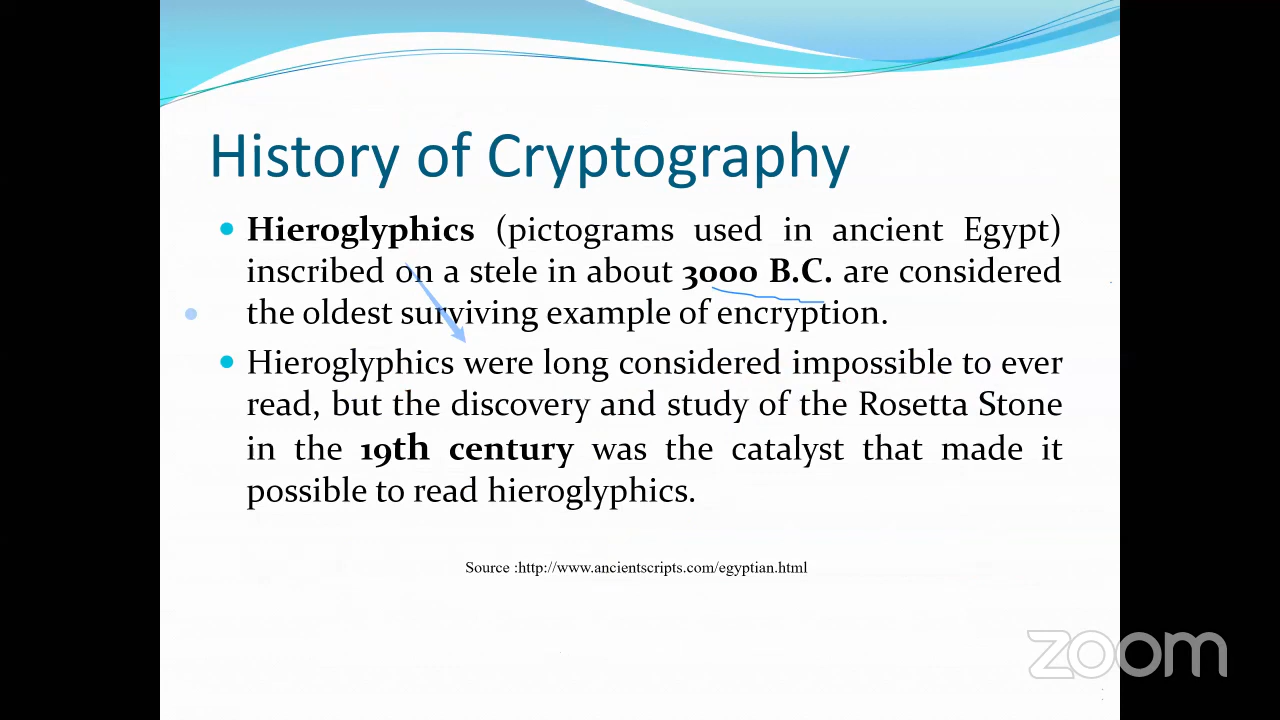 History of Cryptography
Hieroglyphics (pictograms used in ancient Egypt)
inscribed on a stele in about 3000 B.C. are considered
the oldest surviving example of encryption.
Hieroglyphics were long considered impossible to ever
read, but the discovery and study of the Rosetta Stone
in the 19th century was the catalyst that made it
possible to read hieroglyphics.
Source :http://www.ancientscripts.com/egyptian.html
zoom